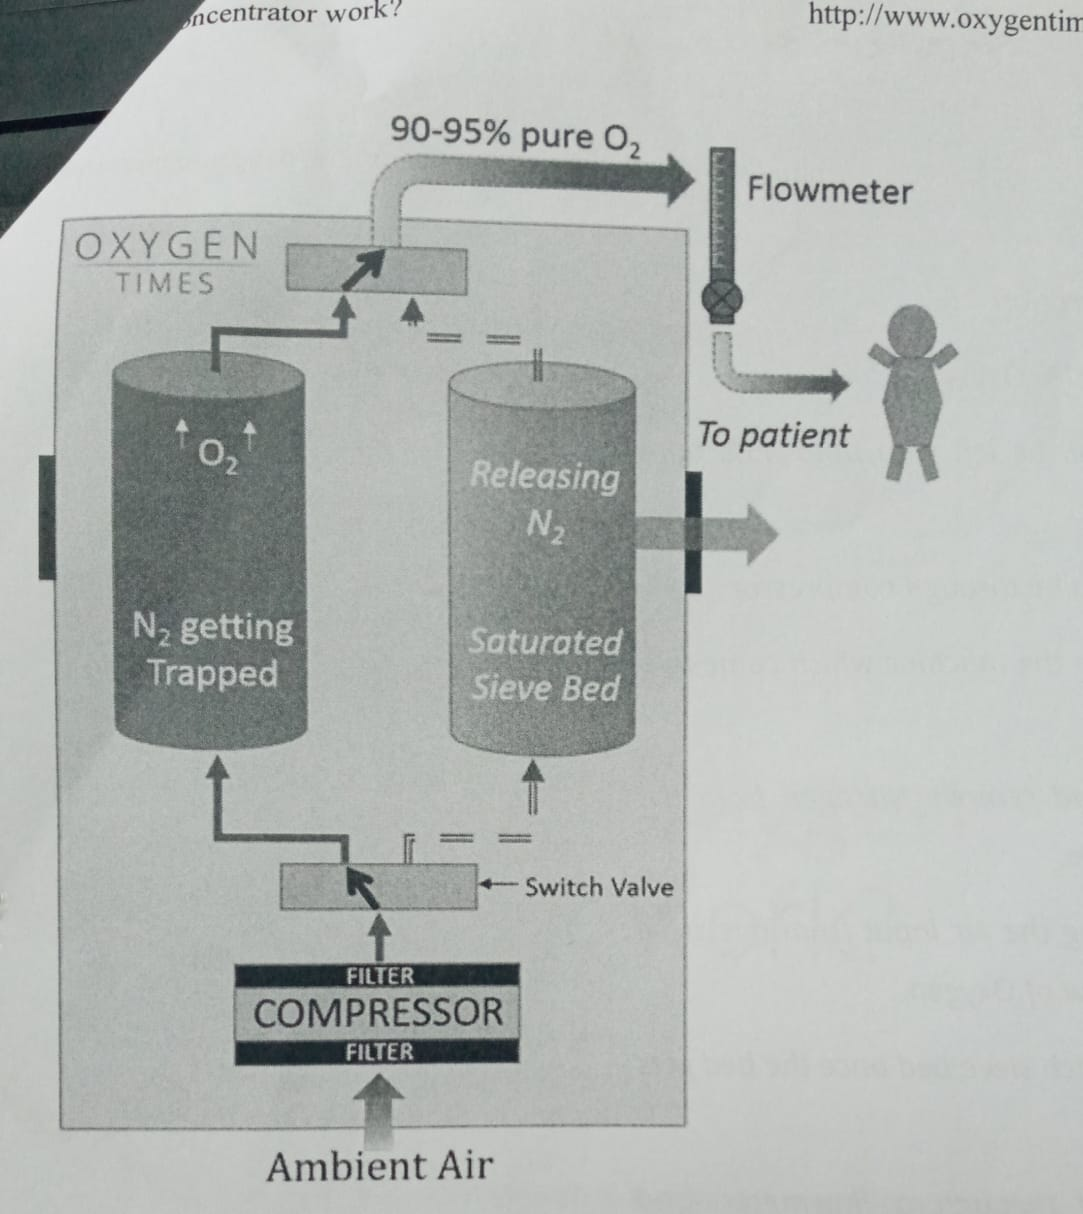 oncentrator work?
http://www.oxygentim
90-95% pure O₂
Flowmeter
OXYGEN
TIMES
To patient
O₂
Releasing
N₂
N₂ getting
Trapped
Saturated
Sieve Bed
Switch Valve
FILTER
COMPRESSOR
FILTER
Ambient Air